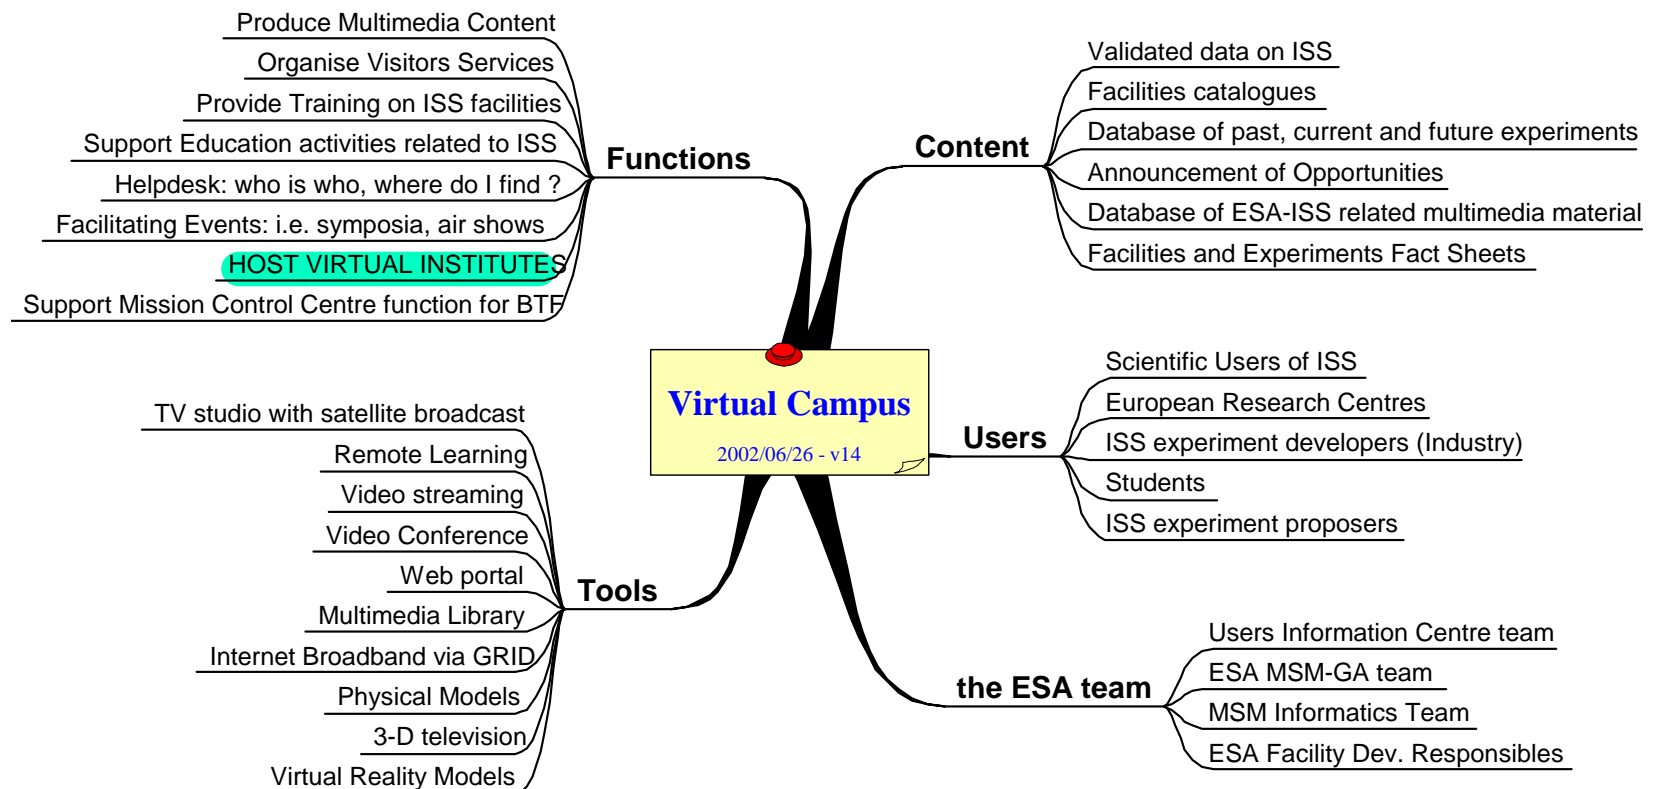 Produce Multimedia Content
Organise Visitors Services
Provide Training on ISS facilities
Support Education activities related to ISS
Helpdesk: who is who, where do I find ?
Facilitating Events: i.e. symposia, air shows
HOST VIRTUAL INSTITUTES
Support Mission Control Centre function for BTF
Functions
Content
Validated data on ISS
Facilities catalogues
Database of past, current and future experiments
Announcement of Opportunities
Database of ESA-ISS related multimedia material
Facilities and Experiments Fact Sheets
Virtual Campus
2002/06/26 - v14
Users
Scientific Users of ISS
European Research Centres
ISS experiment developers (Industry)
Students
ISS experiment proposers
TV studio with satellite broadcast
Remote Learning
Video streaming
Video Conference
Web portal
Multimedia Library
Internet Broadband via GRID
Physical Models
3-D television
Virtual Reality Models
Tools
the ESA team
Users Information Centre team
ESA MSM-GA team
MSM Informatics Team
ESA Facility Dev. Responsibles